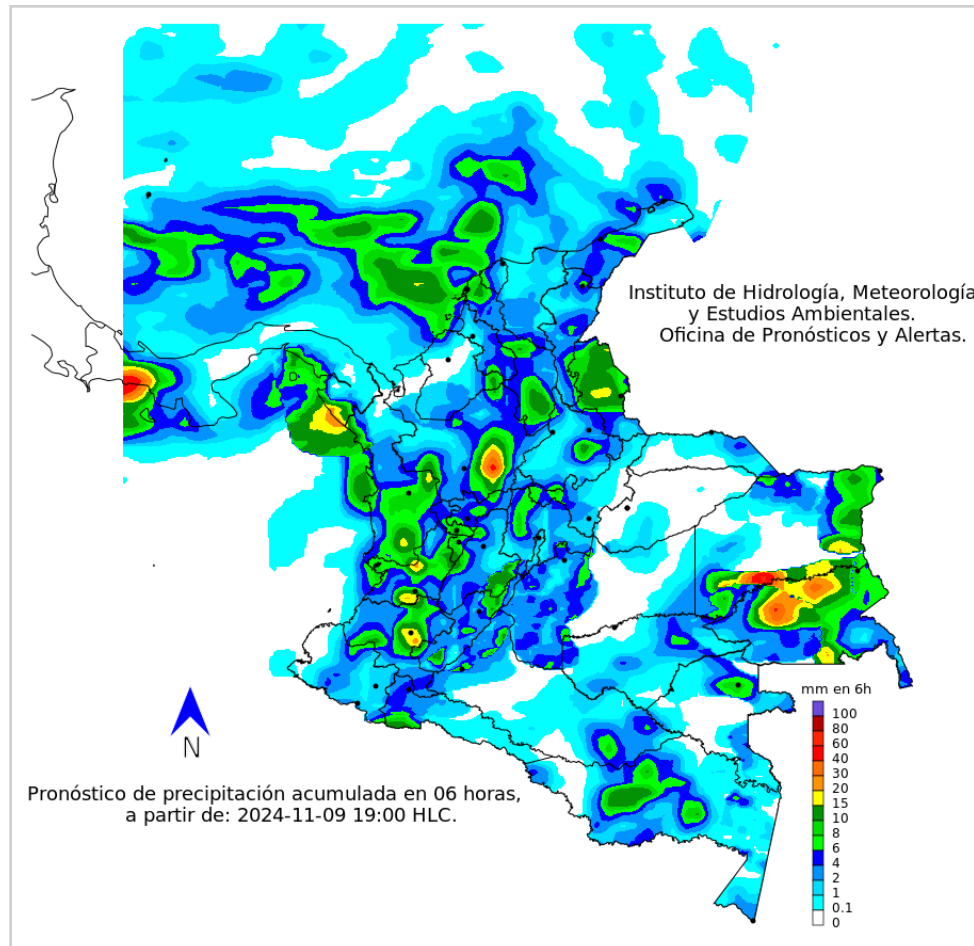 Instituto de Hidrología, Meteorología
y Estudios Ambientales.
Oficina de Pronósticos y Alertas.
mm en 6h
100
80
60
40
30
20
15
10
8
6
4
2
1
0.1
0
N
Pronóstico de precipitación acumulada en 06 horas,
a partir de: 2024-11-09 19:00 HLC.